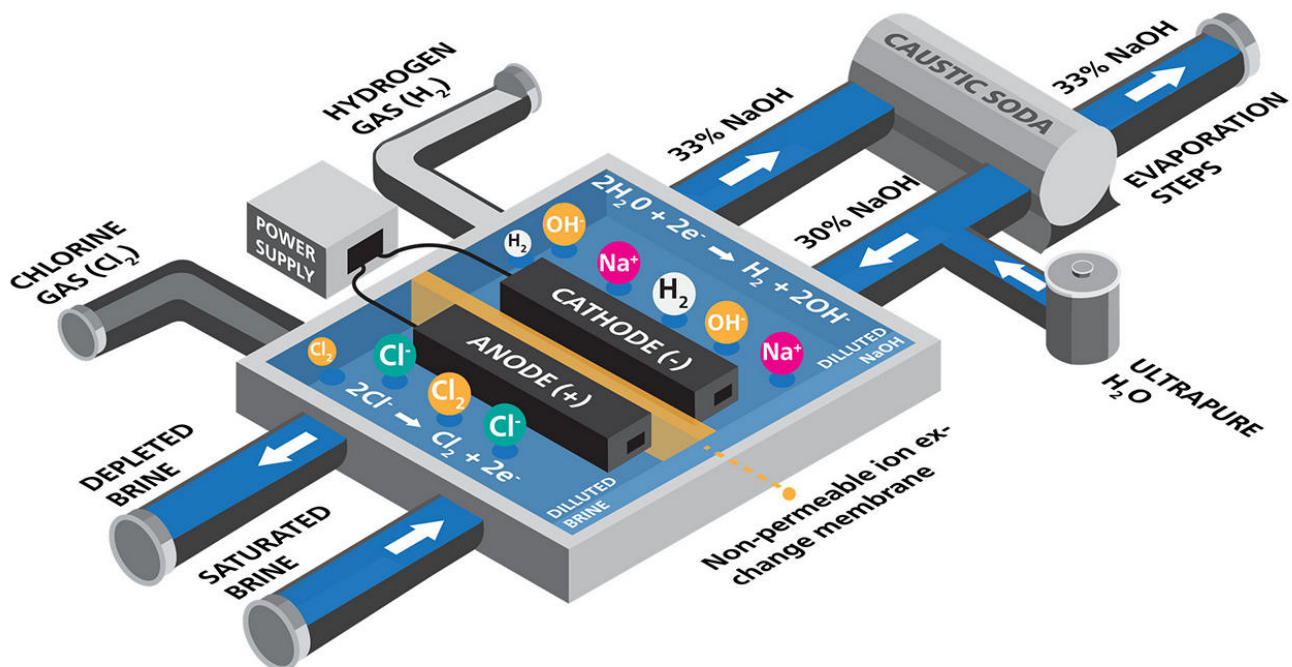 HYDROGEN
GAS (H₂)
CHLORINE
GAS (Cl₂)
POWER
SUPPLY
33% NaOH
CAUSTIC SODA
33% NaOH
EVAPORATION
STEPS
30% NaOH
ULTRAPURE
H₂O
2H₂0 + 2e⁻ → H₂ + 2OH⁻
H₂
OH⁻
Na⁺
H₂
OH⁻
Na⁺
DILLUTED
NaOH
CATHODE (-)
ANODE (+)
Cl₂
Cl⁻
Cl₂
Cl⁻
2Cl⁻ → Cl₂ + 2e⁻
DILLUTED
BRINE
DEPLETED
BRINE
SATURATED
BRINE
Non-permeable ion ex-
change membrane